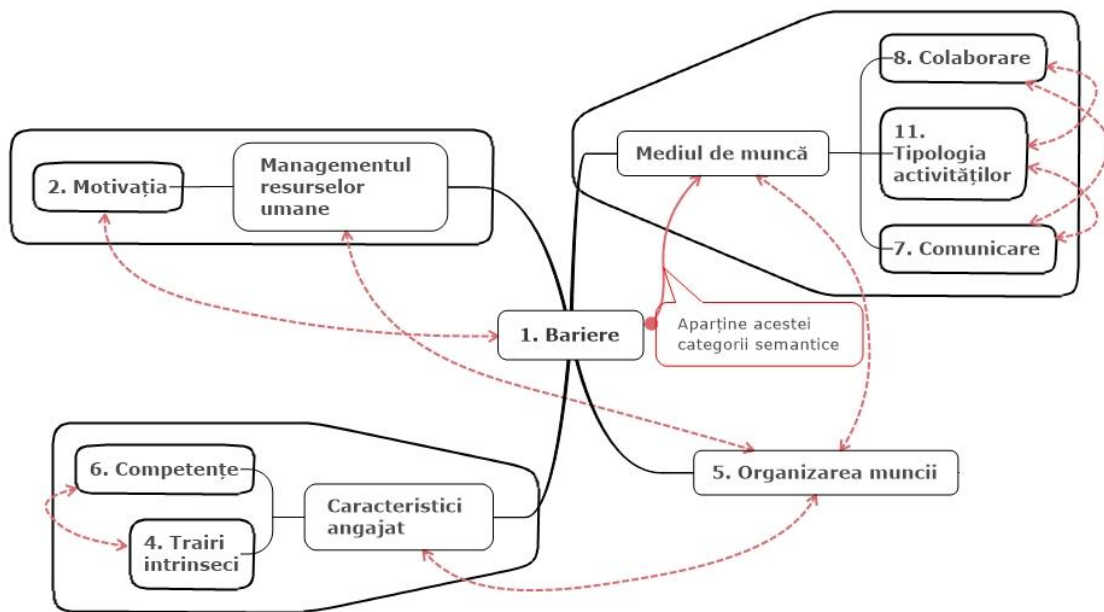 8. Colaborare
11.
Tipologia
activităților
7. Comunicare
Mediul de muncă
Managementul
resurselor
umane
2. Motivația
1. Bariere
Aparține acestei
categorii semantice
5. Organizarea muncii
6. Competențe
4. Trairi
intrinseci
Caracteristici
angajat